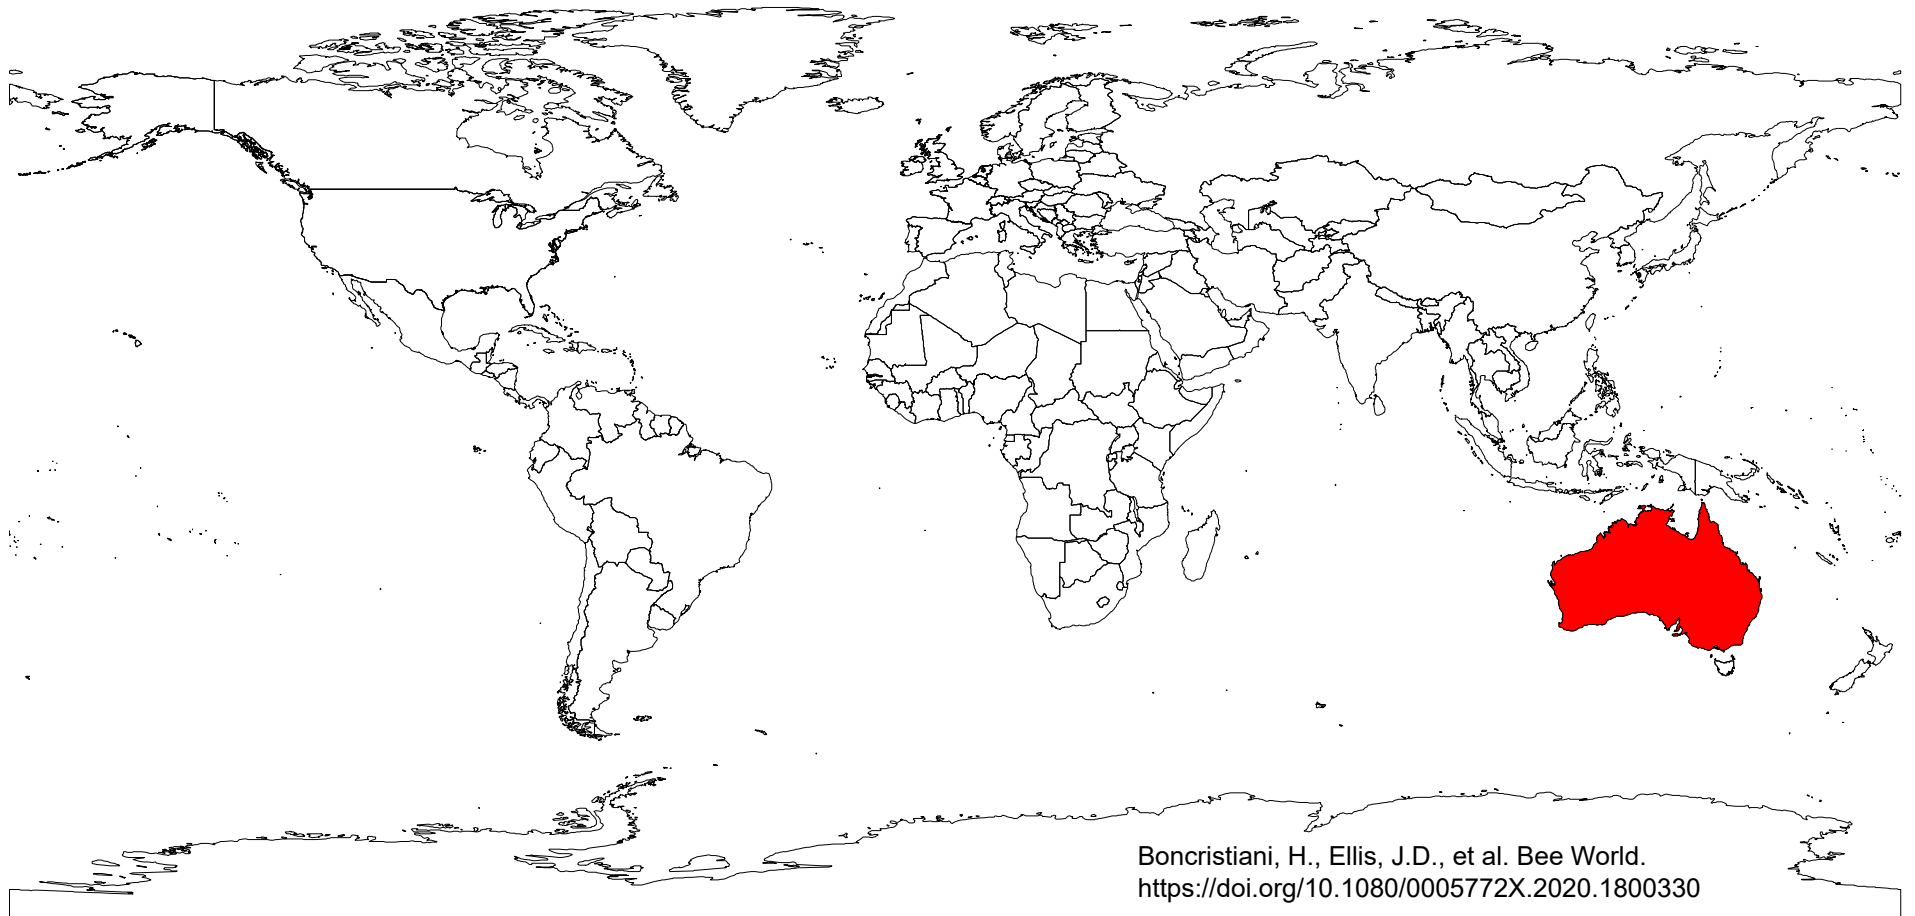 Boncristiani, H., Ellis, J.D., et al. Bee World.
https://doi.org/10.1080/0005772X.2020.1800330